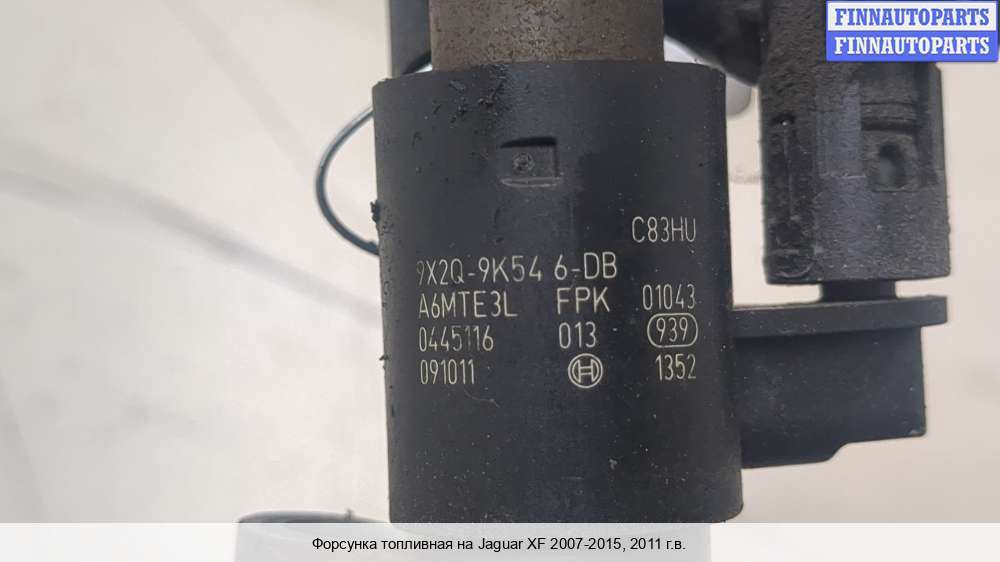 FINNAUTOPARTS
FINNAUTOPARTS
C83HU
9X2Q-9K54 6-DB
A6MTE3L FPK 01043
0445116 013 939
091011 H 1352
Форсунка топливная на Jaguar XF 2007-2015, 2011 г.в.